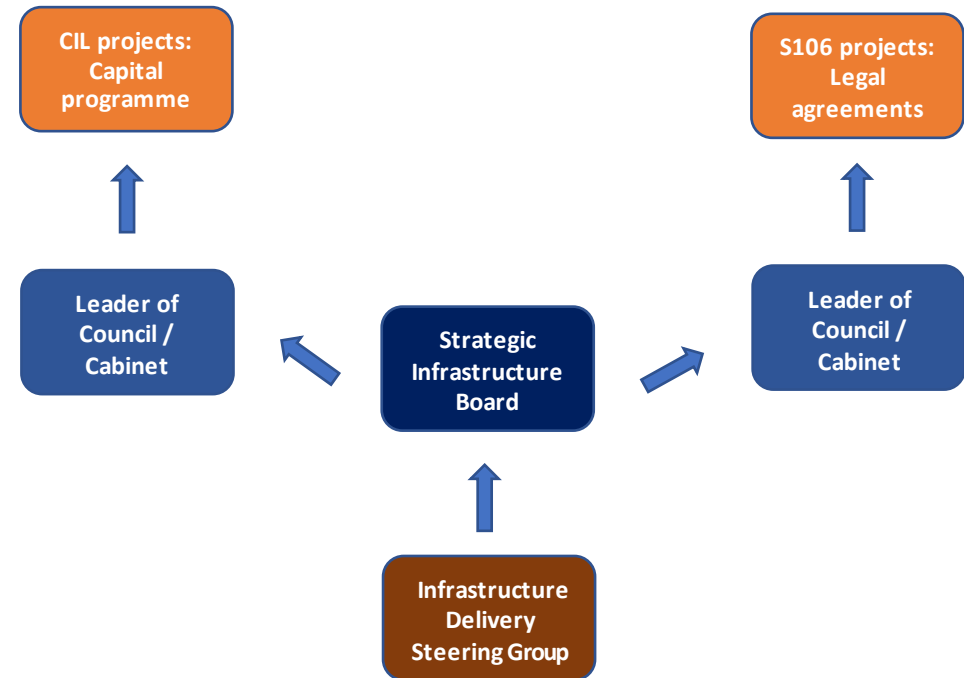 CIL projects:
Capital
programme
S106 projects:
Legal
agreements
Leader of
Council /
Cabinet
Strategic
Infrastructure
Board
Leader of
Council /
Cabinet
Infrastructure
Delivery
Steering Group